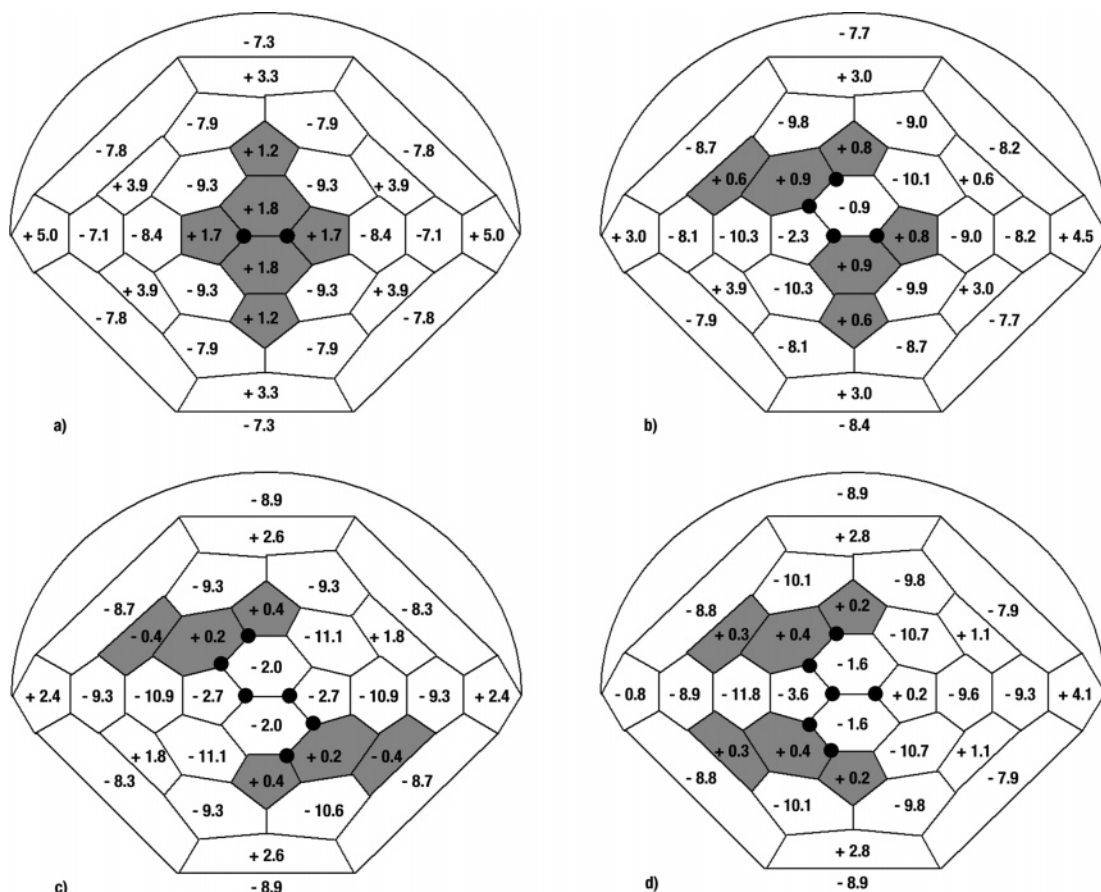 - 7.3
+ 3.3
- 7.9 - 7.9
- 7.8 + 1.2 - 7.8
+ 3.9 - 9.3 - 9.3 + 3.9
+ 1.8
+ 5.0 - 7.1 - 8.4 + 1.7 + 1.7 - 8.4 -7.1 + 5.0
+ 1.8
+ 3.9 - 9.3 - 9.3 + 3.9
- 7.8 - 7.8
+ 1.2
- 7.9 - 7.9
+ 3.3
a) - 7.3
- 7.7
+ 3.0
- 9.8 - 9.0
- 8.7 + 0.8 - 8.2
+ 0.6 + 0.9 - 10.1 + 0.6
- 0.9
+ 3.0 - 8.1 - 10.3 - 2.3 + 0.8 - 9.0 - 8.2 + 4.5
+ 0.9
+ 3.9 - 10.3 - 9.9 + 3.0
- 7.9 - 7.7
+ 0.6
- 8.1 - 8.7
+ 3.0
b) - 8.4
- 8.9
+ 2.6
- 9.3 - 9.3
- 8.7 + 0.4 - 8.3
- 0.4 + 0.2 -11.1 + 1.8
- 2.0
+ 2.4 - 9.3 - 10.9 - 2.7 - 2.7 - 10.9 - 9.3 + 2.4
- 2.0
+ 1.8 - 11.1 + 0.2 - 0.4
- 8.3 - 8.7
+ 0.4
- 9.3 - 10.6
+ 2.6
c) - 8.9
- 8.9
+ 2.8
- 10.1 - 9.8
- 8.8 + 0.2 - 7.9
+ 0.3 + 0.4 - 10.7 + 1.1
- 1.6
- 0.8 - 8.9 - 11.8 - 3.6 + 0.2 - 9.6 - 9.3 + 4.1
- 1.6
+ 0.3 + 0.4 - 10.7 + 1.1
- 8.8 - 7.9
+ 0.2
- 10.1 - 9.8
+ 2.8
d) - 8.9